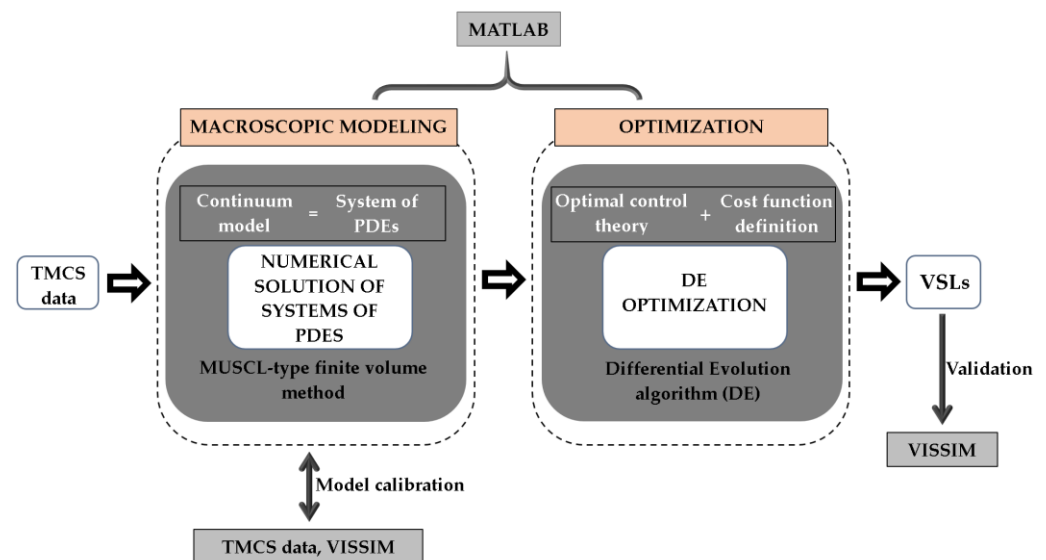 MATLAB
MACROSCOPIC MODELING
OPTIMIZATION
Continuum
model
=
System of
PDEs
Optimal control
theory
+
Cost function
definition
TMCS
data
NUMERICAL
SOLUTION OF
SYSTEMS OF
PDES
DE
OPTIMIZATION
VSLs
MUSCL-type finite volume
method
Differential Evolution
algorithm (DE)
Validation
VISSIM
Model calibration
TMCS data, VISSIM